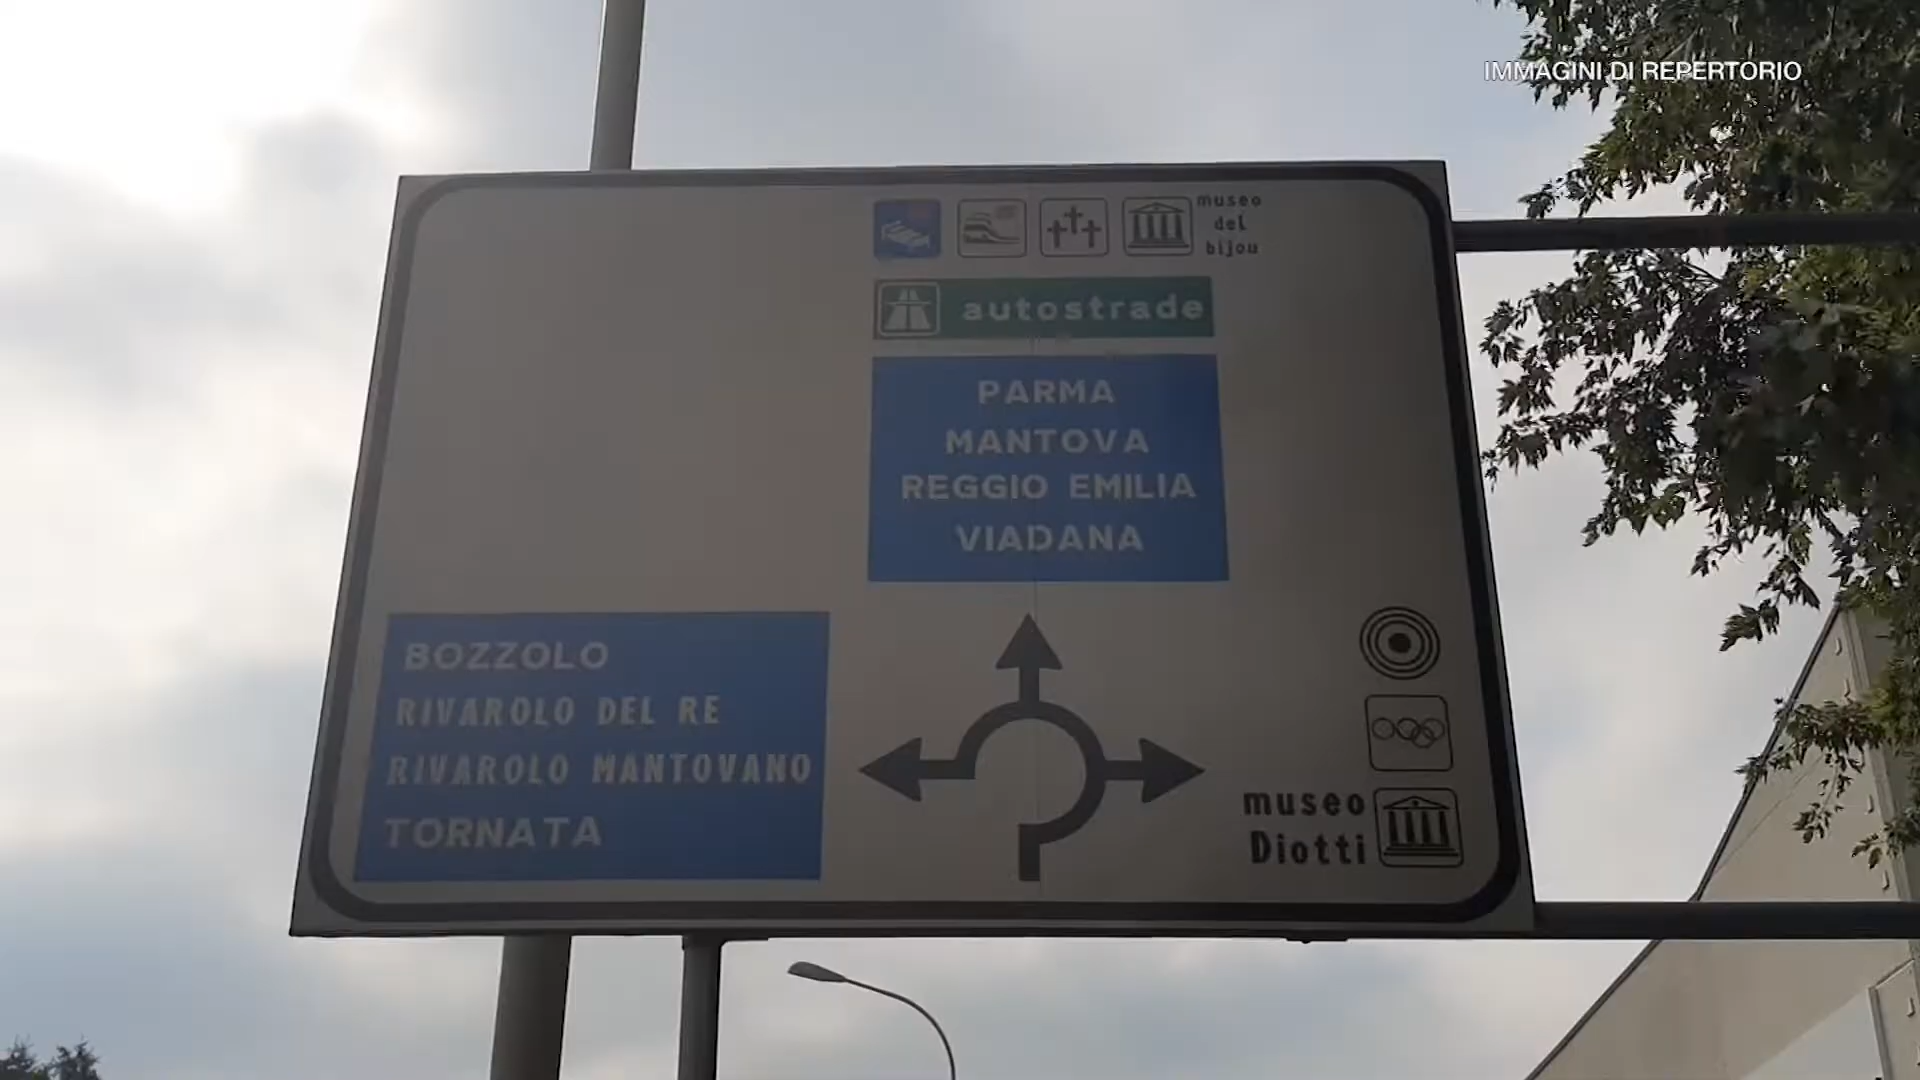 IMMAGINI DI REPERTORIO
museo
del
bijou
autostrade
PARMA
MANTOVA
REGGIO EMILIA
VIADANA
BOZZOLO
RIVAROLO DEL RE
RIVAROLO MANTOVANO
TORNATA
museo
Diotti